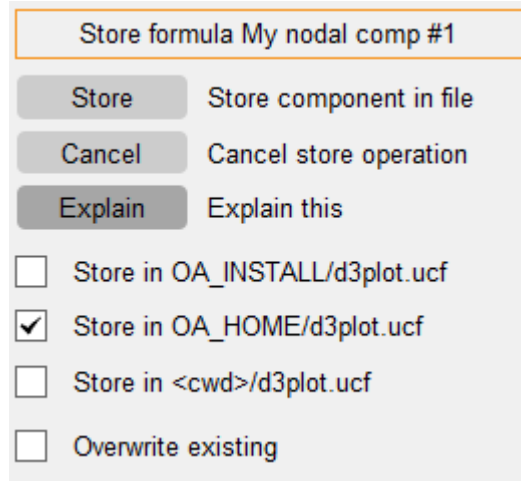 Store formula My nodal comp #1
Store Store component in file
Cancel Cancel store operation
Explain Explain this
Store in OA_INSTALL/d3plot.ucf
Store in OA_HOME/d3plot.ucf
Store in <cwd>/d3plot.ucf
Overwrite existing